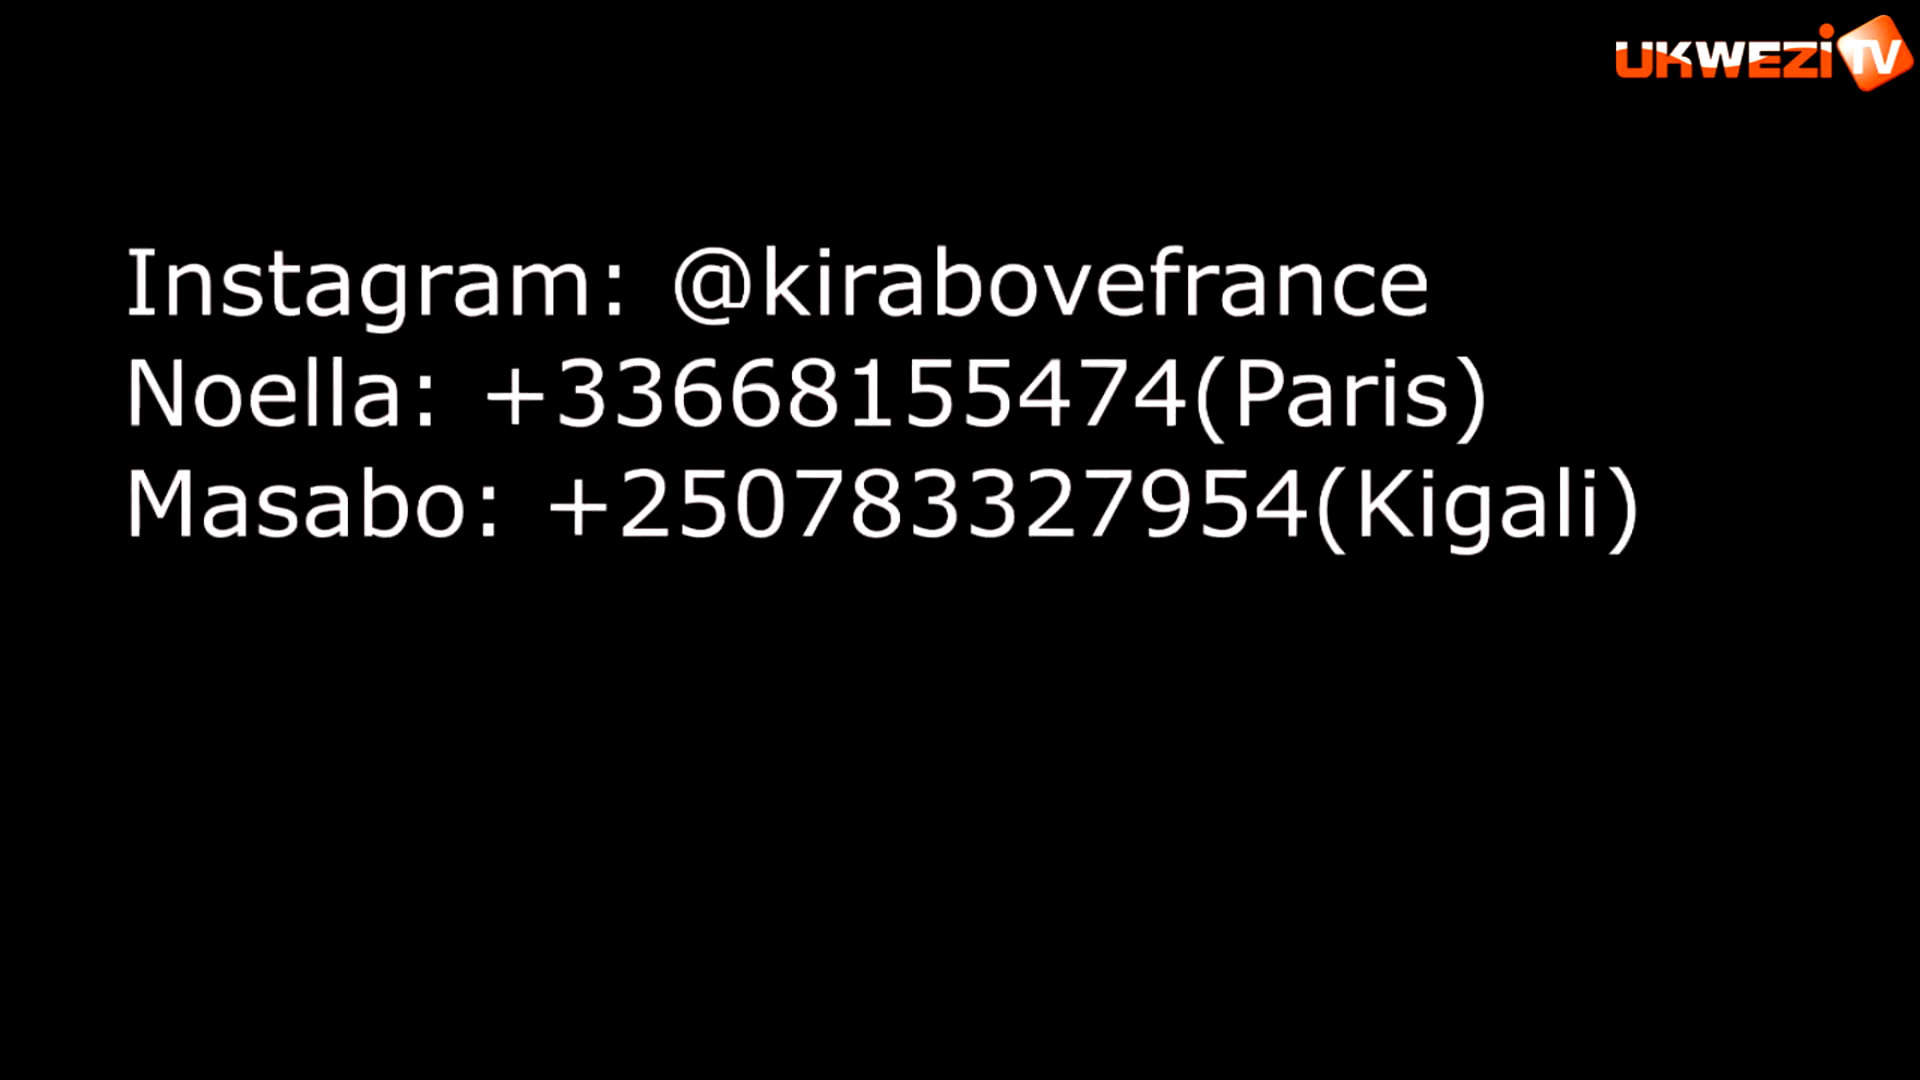 UKWEZI TV
Instagram: @kirabovefrance
Noella: +33668155474(Paris)
Masabo: +250783327954(Kigali)